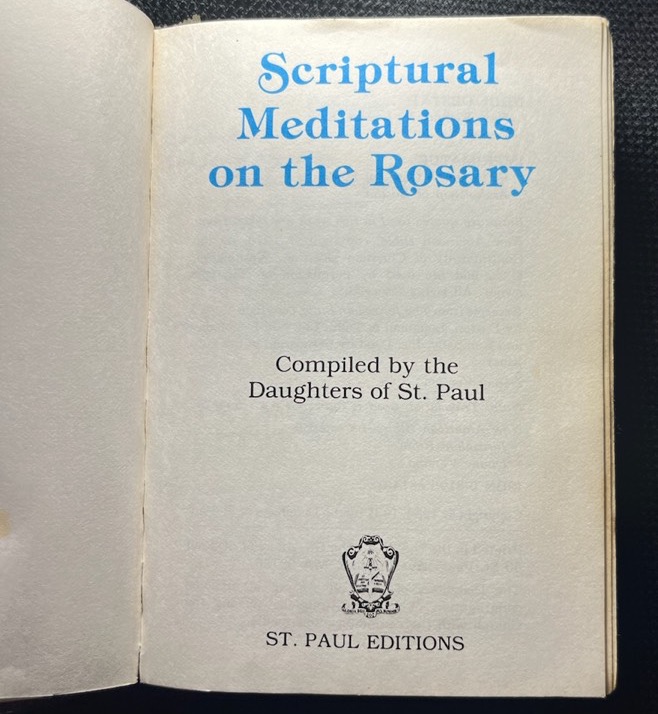 Scriptural
Meditations
on the Rosary
Compiled by the
Daughters of St. Paul
ST. PAUL EDITIONS